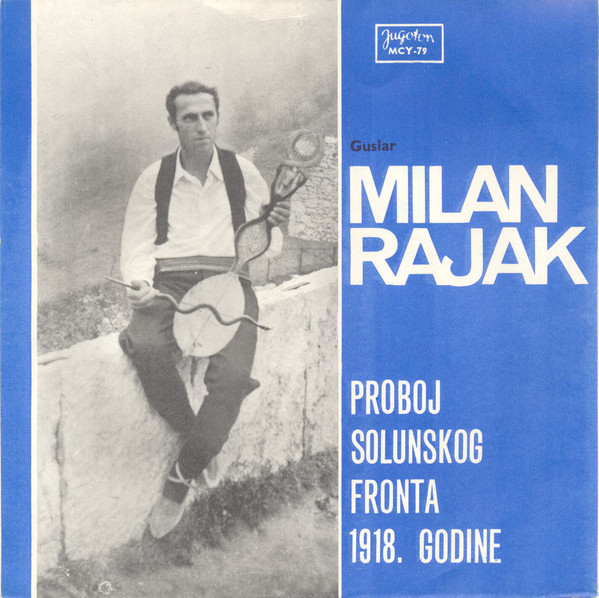 Jugoton
MCY-79
Guslar
MILAN
RAJAK
PROBOJ
SOLUNSKOG
FRONTA
1918. GODINE